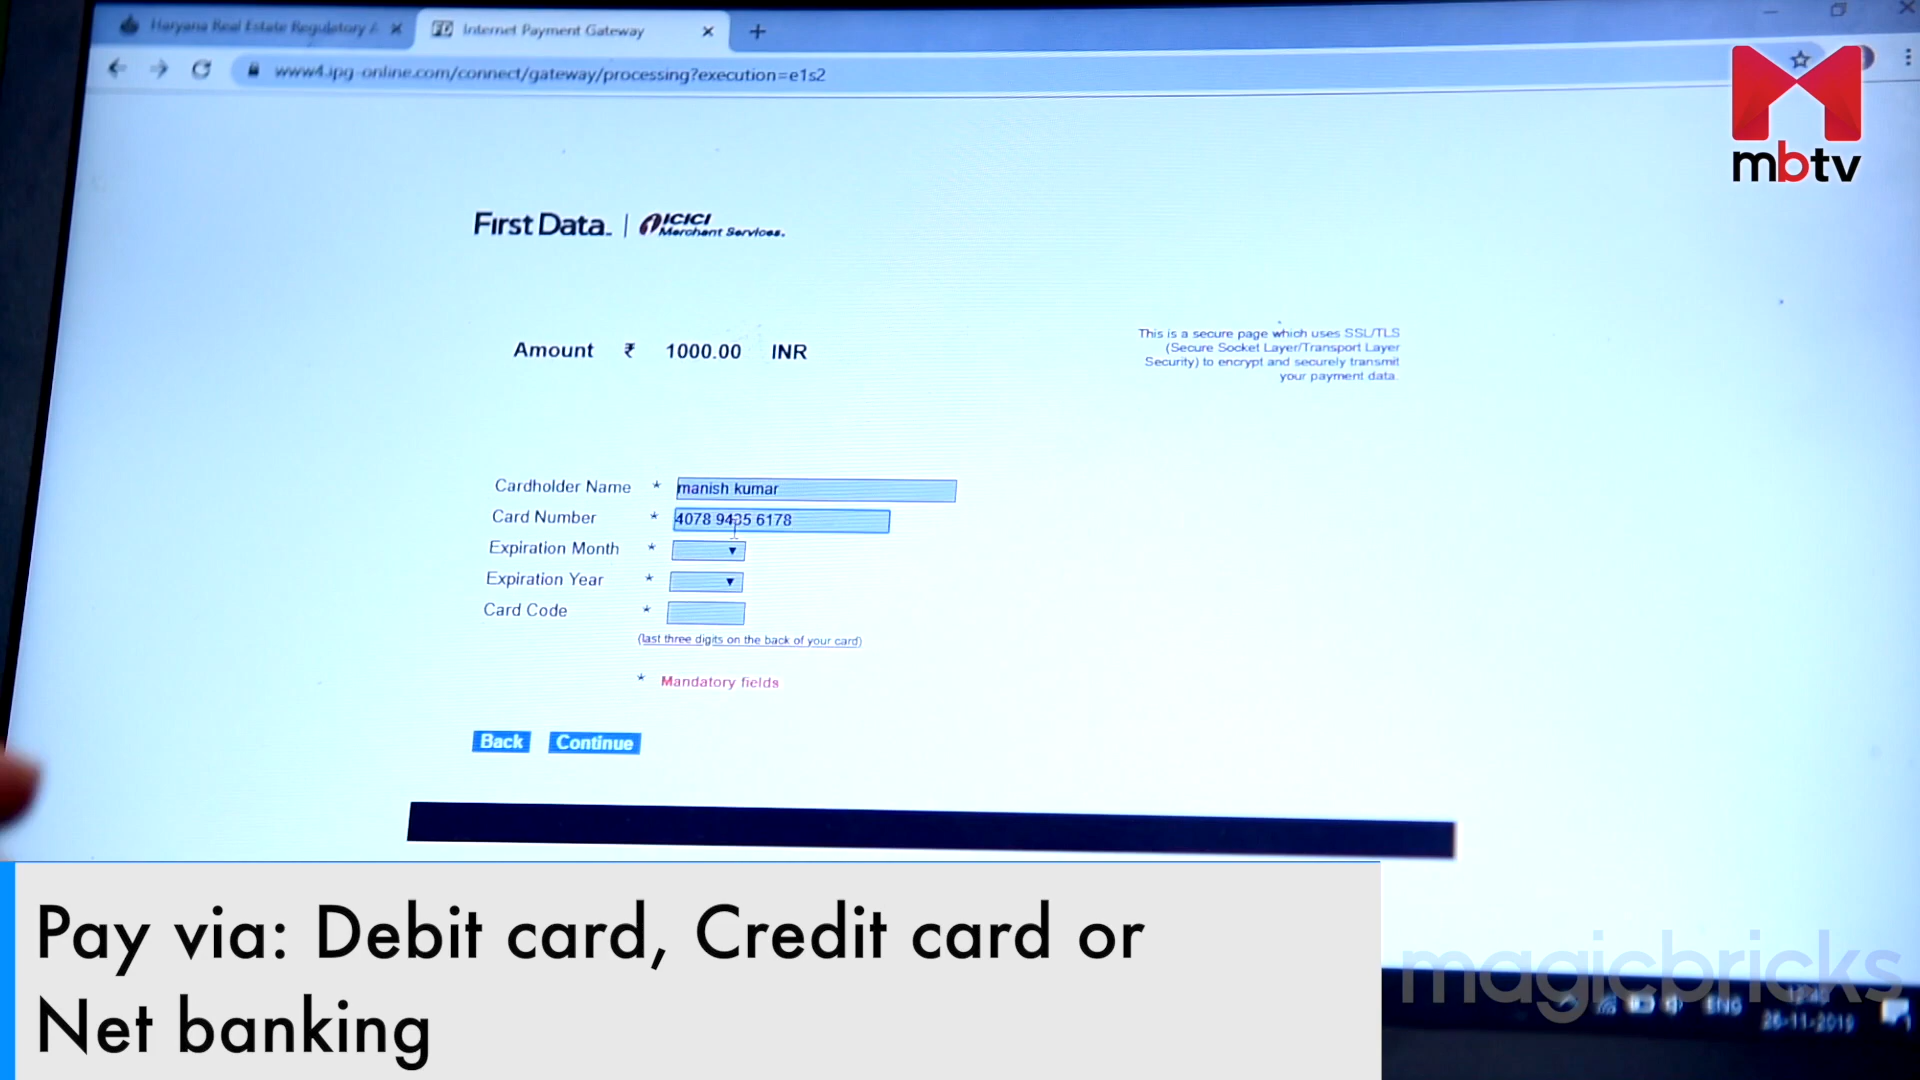 Haryana Real Estate Regulatory A
Internet Payment Gateway
www4.ipg-online.com/connect/gateway/processing?execution=e1s2
mbtv
First Data. | ICICI
Merchant Services.
Amount ₹ 1000.00 INR
This is a secure page which uses SSL/TLS
(Secure Socket Layer/Transport Layer
Security) to encrypt and securely transmit
your payment data.
Cardholder Name * manish kumar
Card Number * 4078 9435 6178
Expiration Month *
Expiration Year *
Card Code *
(last three digits on the back of your card)
* Mandatory fields
Back Continue
Pay via: Debit card, Credit card or
Net banking
magicbricks
ENG
26-11-2019